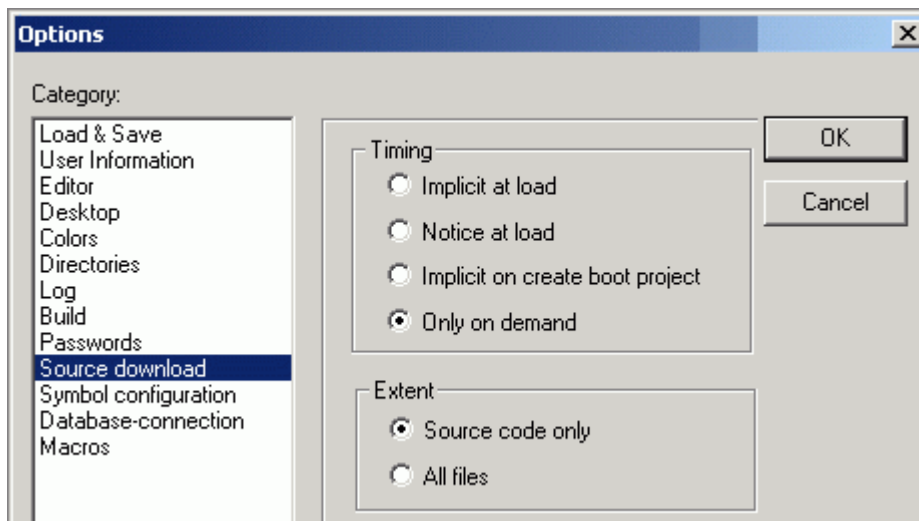 Options
Category:
Load & Save
User Information
Editor
Desktop
Colors
Directories
Log
Build
Passwords
Source download
Symbol configuration
Database-connection
Macros
Timing
Implicit at load
Notice at load
Implicit on create boot project
Only on demand
Extent
Source code only
All files
OK
Cancel